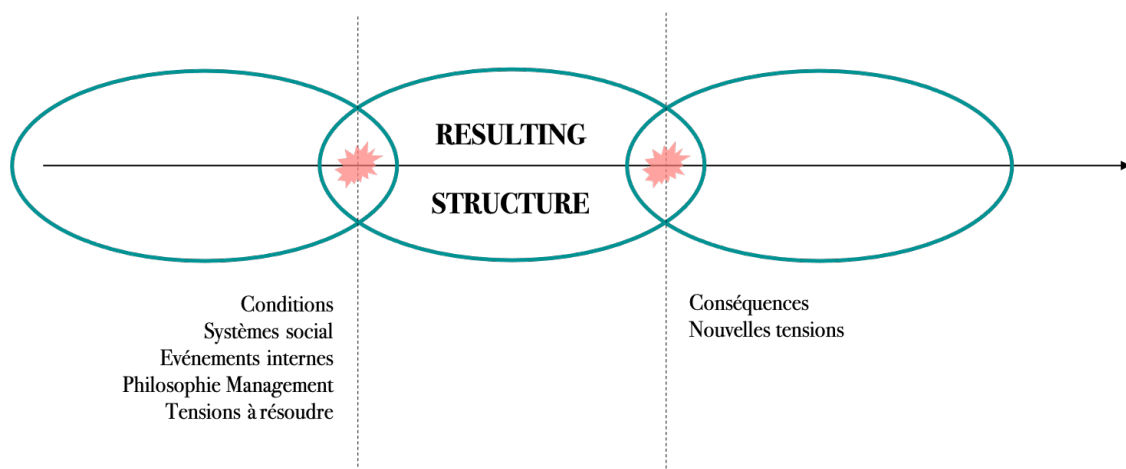 RESULTING
STRUCTURE
Conditions
Systèmes social
Evénements internes
Philosophie Management
Tensions à résoudre
Conséquences
Nouvelles tensions